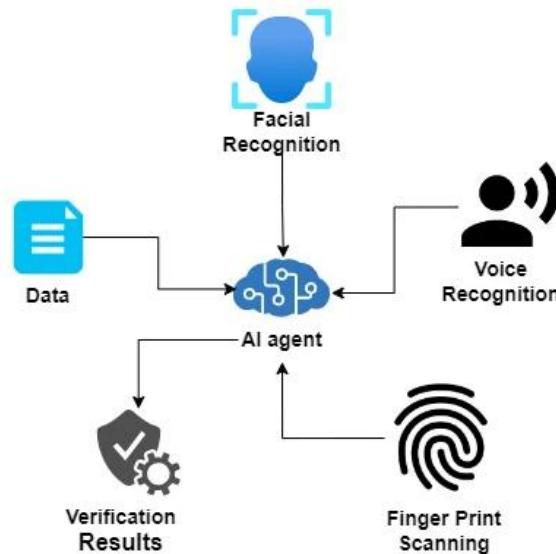 Facial
Recognition
Data
Voice
Recognition
AI agent
Verification
Results
Finger Print
Scanning